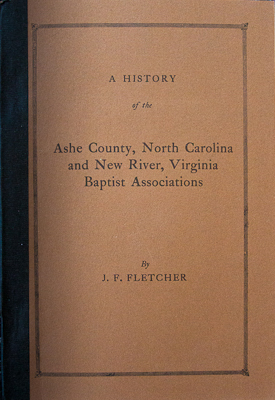 A HISTORY
of the
Ashe County, North Carolina
and New River, Virginia
Baptist Associations
By
J. F. FLETCHER